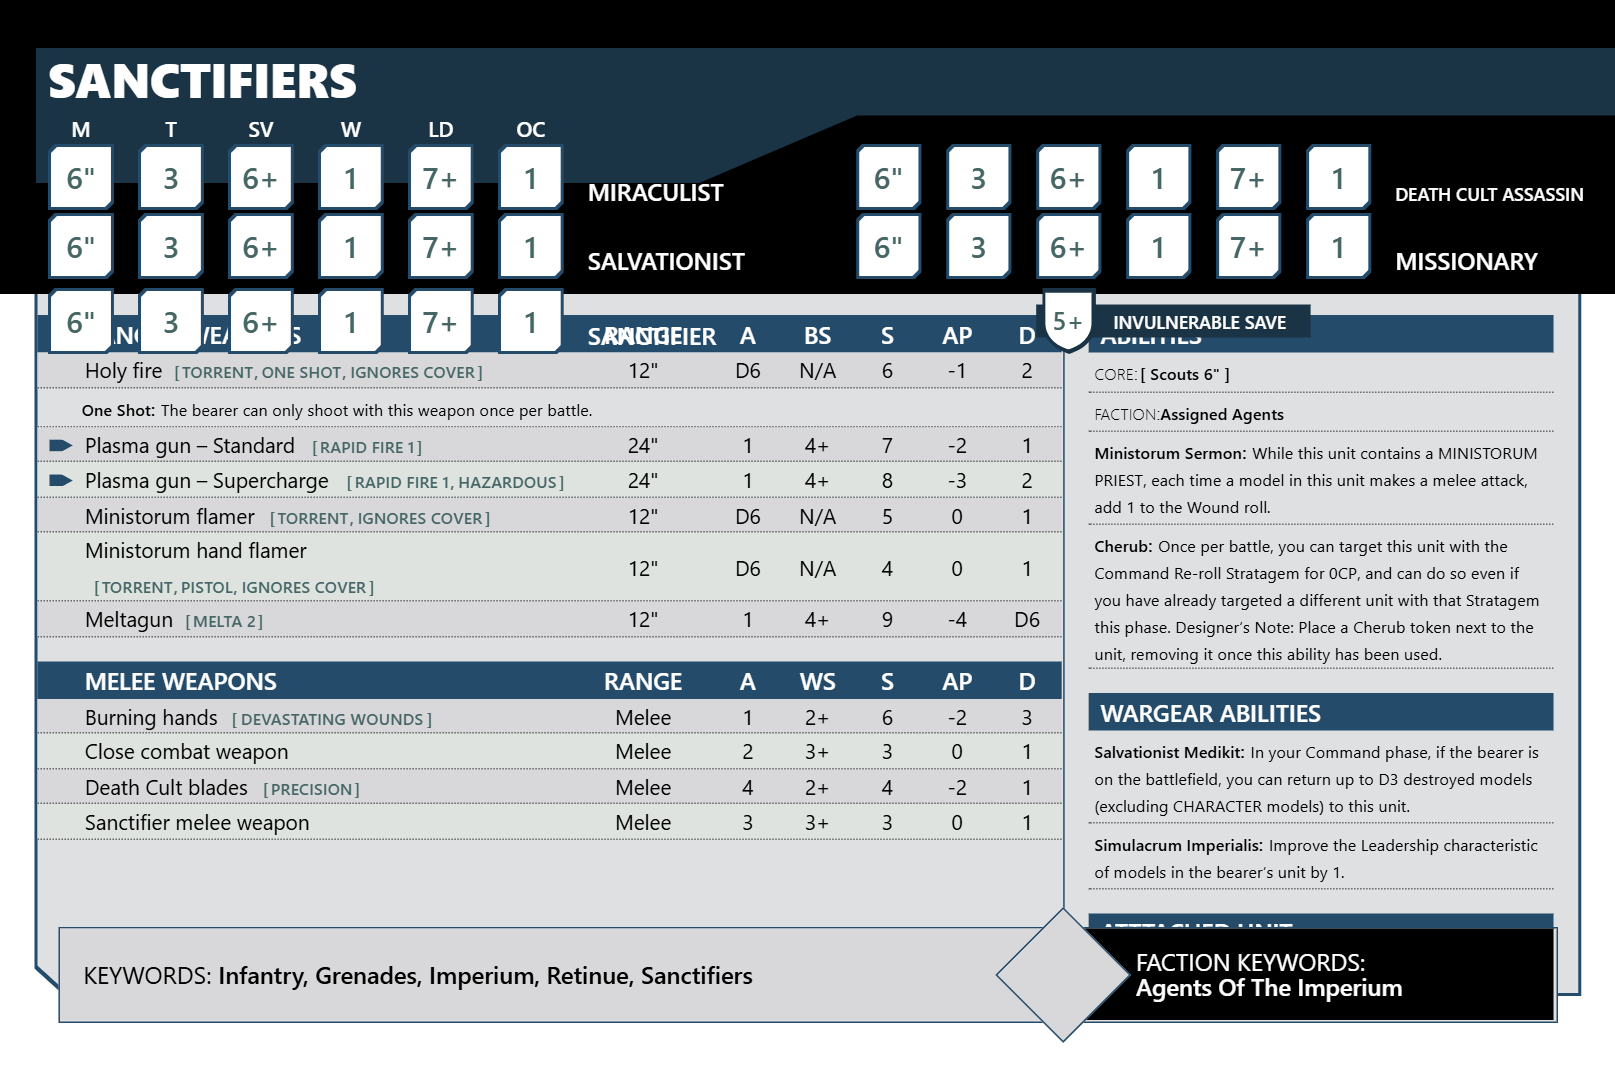 SANCTIFIERS
M T SV W LD OC
6" 3 6+ 1 7+ 1 MIRACULIST
6" 3 6+ 1 7+ 1 DEATH CULT ASSASSIN
6" 3 6+ 1 7+ 1 SALVATIONIST
6" 3 6+ 1 7+ 1 MISSIONARY
6" 3 6+ 1 7+ 1 SANCTIFIER
5+ INVULNERABLE SAVE
RANGE A BS S AP D
Holy fire [TORRENT, ONE SHOT, IGNORES COVER] 12" D6 N/A 6 -1 2
One Shot: The bearer can only shoot with this weapon once per battle.
Plasma gun – Standard [RAPID FIRE 1] 24" 1 4+ 7 -2 1
Plasma gun – Supercharge [RAPID FIRE 1, HAZARDOUS] 24" 1 4+ 8 -3 2
Ministorum flamer [TORRENT, IGNORES COVER] 12" D6 N/A 5 0 1
Ministorum hand flamer
[TORRENT, PISTOL, IGNORES COVER] 12" D6 N/A 4 0 1
Meltagun [MELTA 2] 12" 1 4+ 9 -4 D6
MELEE WEAPONS RANGE A WS S AP D
Burning hands [DEVASTATING WOUNDS] Melee 1 2+ 6 -2 3
Close combat weapon Melee 2 3+ 3 0 1
Death Cult blades [PRECISION] Melee 4 2+ 4 -2 1
Sanctifier melee weapon Melee 3 3+ 3 0 1
ABILITIES
CORE:[ Scouts 6" ]
FACTION:Assigned Agents
Ministorum Sermon: While this unit contains a MINISTORUM
PRIEST, each time a model in this unit makes a melee attack,
add 1 to the Wound roll.
Cherub: Once per battle, you can target this unit with the
Command Re-roll Stratagem for 0CP, and can do so even if
you have already targeted a different unit with that Stratagem
this phase. Designer's Note: Place a Cherub token next to the
unit, removing it once this ability has been used.
WARGEAR ABILITIES
Salvationist Medikit: In your Command phase, if the bearer is
on the battlefield, you can return up to D3 destroyed models
(excluding CHARACTER models) to this unit.
Simulacrum Imperialis: Improve the Leadership characteristic
of models in the bearer's unit by 1.
ATTTACHED UNIT
KEYWORDS: Infantry, Grenades, Imperium, Retinue, Sanctifiers
FACTION KEYWORDS:
Agents Of The Imperium